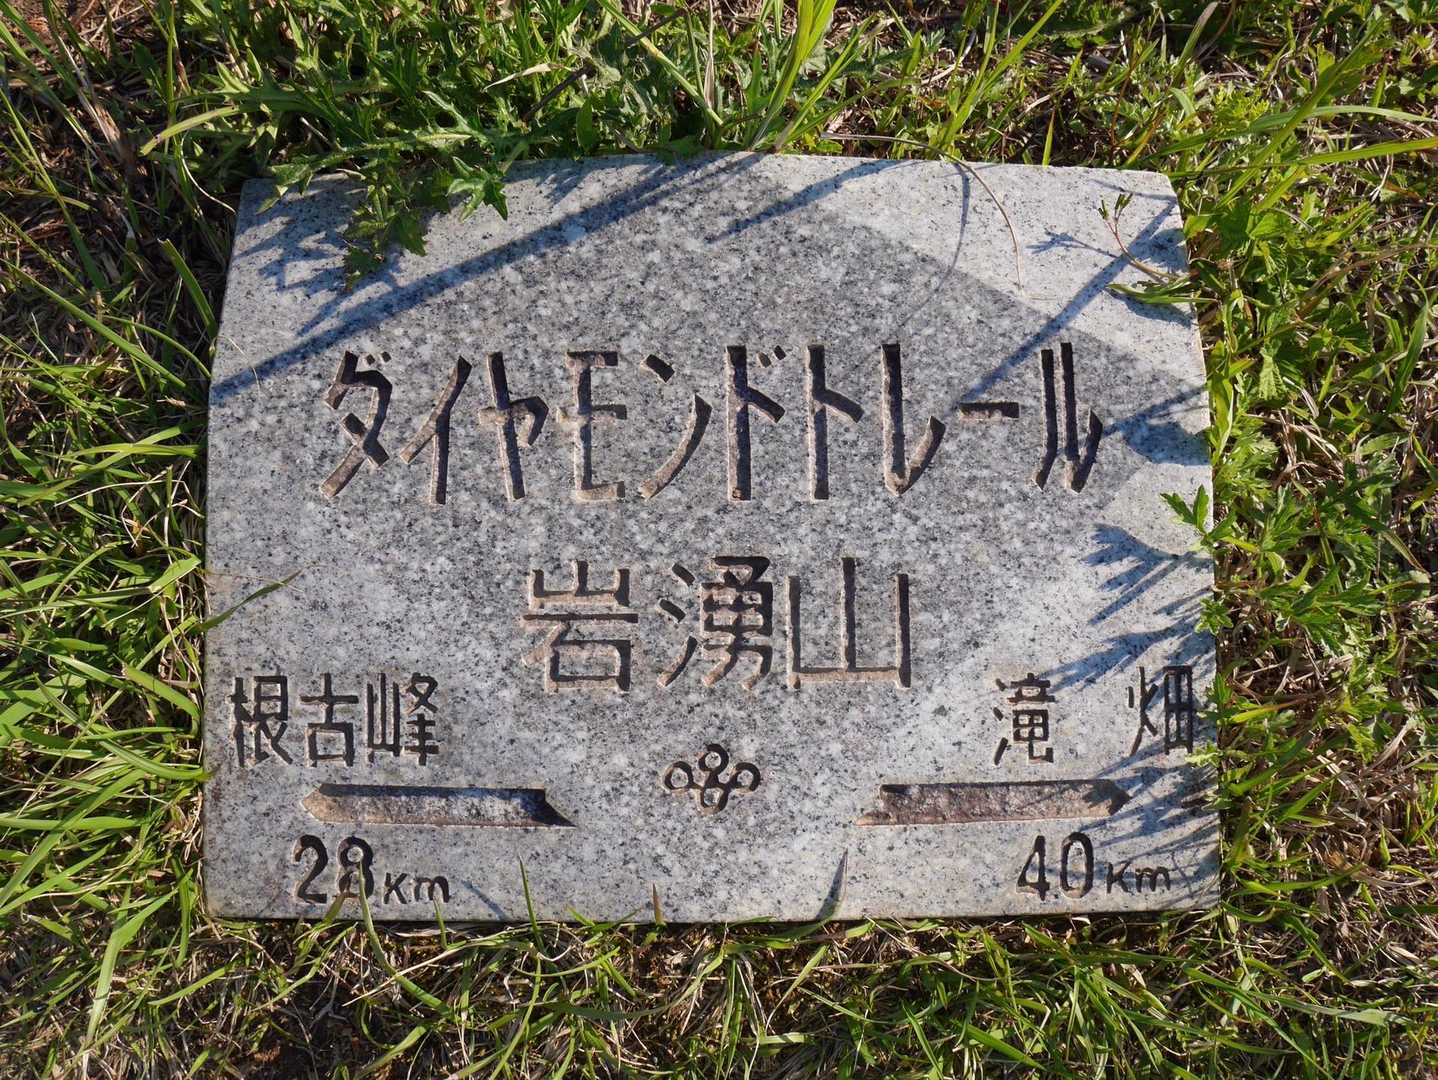 ダイヤモンドトレール
岩湧山
根古峰 滝畑
28Km 40Km